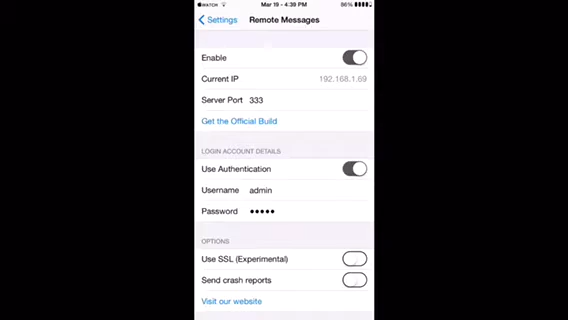 WATCH Mar 19 - 4:39 PM 86%
Settings Remote Messages
Enable
Current IP 192.168.1.69
Server Port 333
Get the Official Build
LOGIN ACCOUNT DETAILS
Use Authentication
Username admin
Password •••••
OPTIONS
Use SSL (Experimental)
Send crash reports
Visit our website